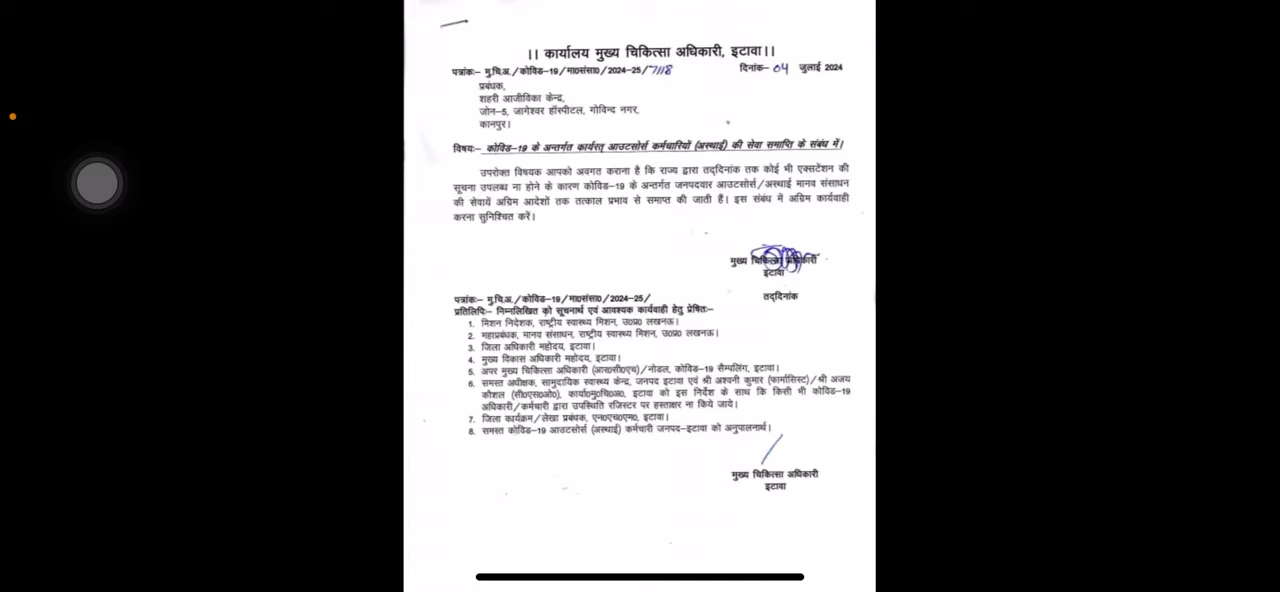 ।। कार्यालय मुख्य चिकित्सा अधिकारी, इटावा।।
पत्रांकः– मु.चि.अ./कोविड–19/मा0संसा0/2024–25/7118 दिनांक– 04 जुलाई 2024
प्रबंधक,
शहरी आजीविका केन्द्र,
जोन–5, जागेश्वर हॉस्पीटल, गोविन्द नगर,
कानपुर।
विषयः– कोविड–19 के अन्तर्गत कार्यरत् आउटसोर्स कर्मचारियों (अस्थाई) की सेवा समाप्ति के संबंध में।
उपरोक्त विषयक आपको अवगत कराना है कि राज्य द्वारा तद्दिनांक तक कोई भी एक्सटेंशन की
सूचना उपलब्ध ना होने के कारण कोविड–19 के अन्तर्गत जनपदवार आउटसोर्स/अस्थाई मानव संसाधन
की सेवायें अग्रिम आदेशों तक तत्काल प्रभाव से समाप्त की जाती हैं। इस संबंध में अग्रिम कार्यवाही
करना सुनिश्चित करें।
मुख्य चिकित्सा अधिकारी
इटावा
पत्रांकः– मु.चि.अ./कोविड–19/मा0संसा0/2024–25/ तद्दिनांक
प्रतिलिपिः– निम्नलिखित को सूचनार्थ एवं आवश्यक कार्यवाही हेतु प्रेषितः–
1. मिशन निदेशक, राष्ट्रीय स्वास्थ्य मिशन, उ0प्र0 लखनऊ।
2. महाप्रबंधक, मानव संसाधन, राष्ट्रीय स्वास्थ्य मिशन, उ0प्र0 लखनऊ।
3. जिला अधिकारी महोदय, इटावा।
4. मुख्य विकास अधिकारी महोदय, इटावा।
5. अपर मुख्य चिकित्सा अधिकारी (आर0सी0एच)/नोडल, कोविड–19 सैम्पलिंग, इटावा।
6. समस्त अधीक्षक, सामुदायिक स्वास्थ्य केन्द्र, जनपद इटावा एवं श्री अश्वनी कुमार (फार्मासिस्ट)/श्री अजय
कौशल (सी0एस0ओ0), कार्या0मु0चि0अ0, इटावा को इस निर्देश के साथ कि किसी भी कोविड–19
अधिकारी/कर्मचारी द्वारा उपस्थिति रजिस्टर पर हस्ताक्षर ना किये जाये।
7. जिला कार्यक्रम/लेखा प्रबंधक, एन0एच0एम0, इटावा।
8. समस्त कोविड–19 आउटसोर्स (अस्थाई) कर्मचारी जनपद–इटावा को अनुपालनार्थ।
मुख्य चिकित्सा अधिकारी
इटावा